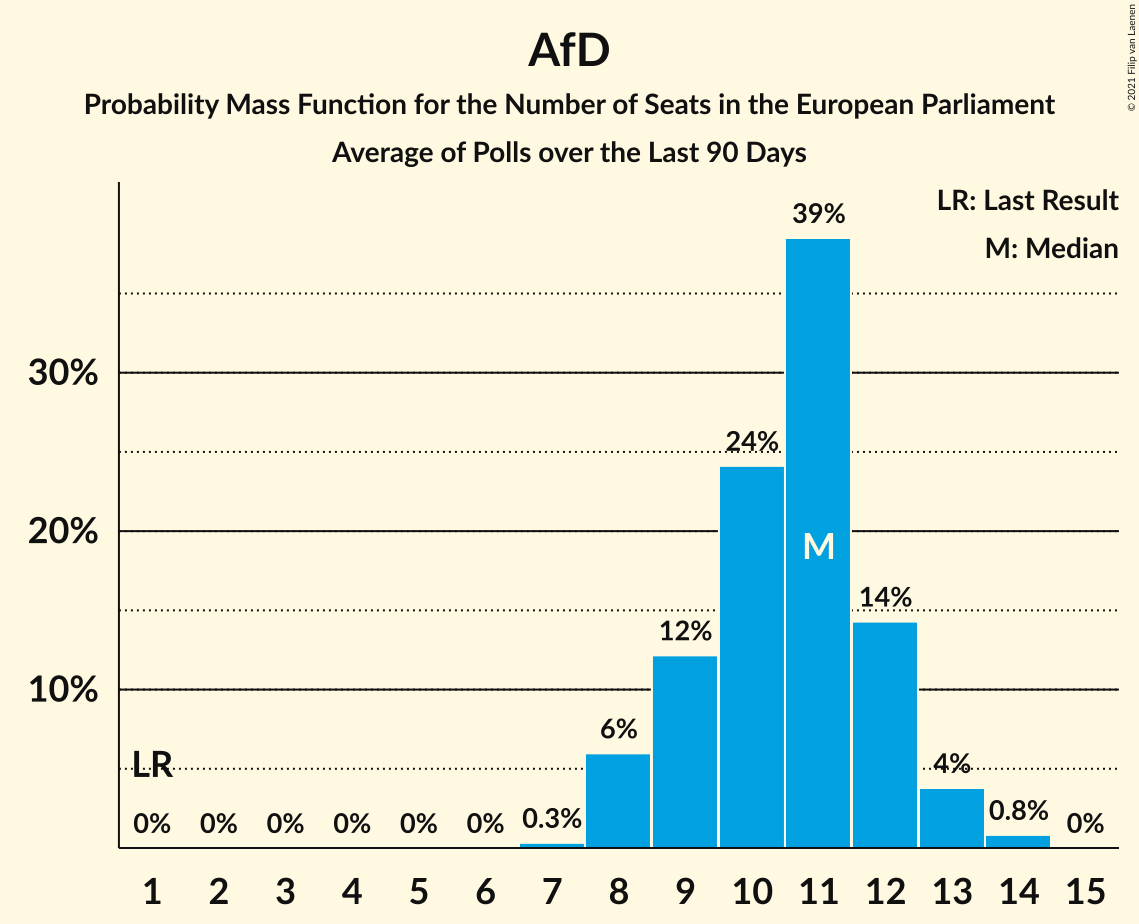 AfD
Probability Mass Function for the Number of Seats in the European Parliament
Average of Polls over the Last 90 Days
© 2021 Filip van Laenen
LR: Last Result
M: Median
39%
30%
24%
20%
M
14%
12%
10%
6%
LR
4%
0% 0% 0% 0% 0% 0% 0.3% 0.8% 0%
1 2 3 4 5 6 7 8 9 10 11 12 13 14 15